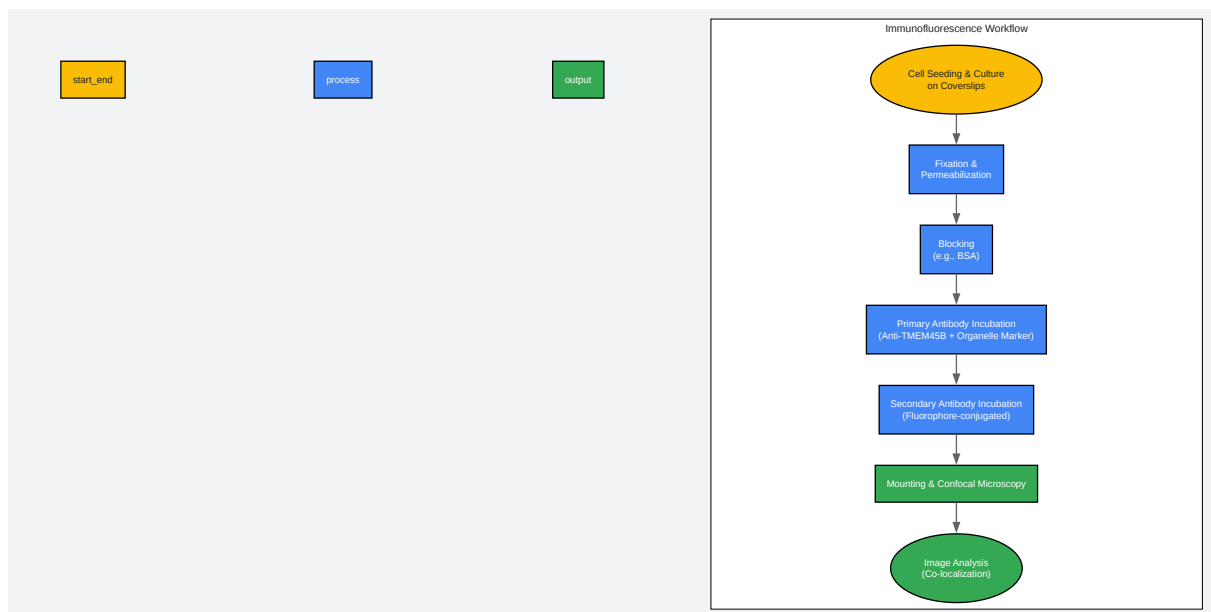 start_end
process
output
Immunofluorescence Workflow
Cell Seeding & Culture
on Coverslips
Fixation &
Permeabilization
Blocking
(e.g., BSA)
Primary Antibody Incubation
(Anti-TMEM45B + Organelle Marker)
Secondary Antibody Incubation
(Fluorophore-conjugated)
Mounting & Confocal Microscopy
Image Analysis
(Co-localization)